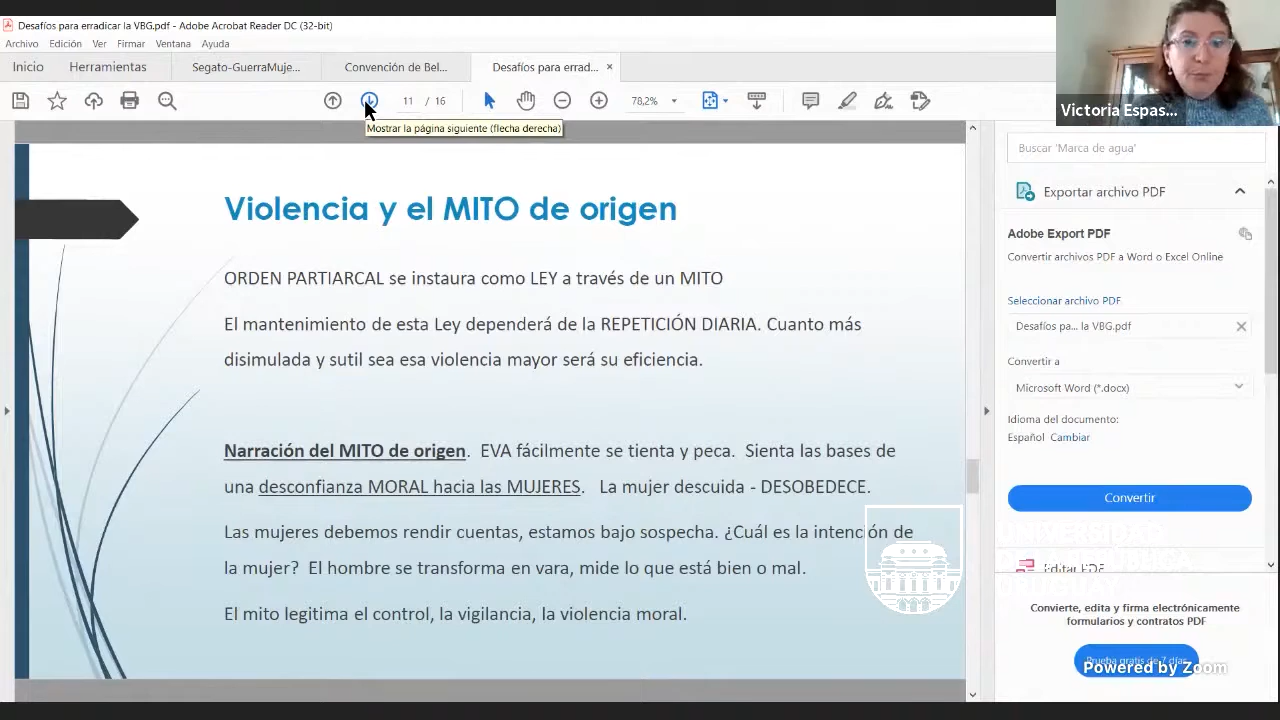 Desafíos para erradicar la VBG.pdf - Adobe Acrobat Reader DC (32-bit)
Archivo Edición Ver Firmar Ventana Ayuda
Inicio Herramientas Segato-GuerraMuje... Convención de Bel... Desafíos para errad... ×
11 / 16 78,2%
Mostrar la página siguiente (flecha derecha)
Victoria Espas...
Violencia y el MITO de origen
ORDEN PARTIARCAL se instaura como LEY a través de un MITO
El mantenimiento de esta Ley dependerá de la REPETICIÓN DIARIA. Cuanto más
disimulada y sutil sea esa violencia mayor será su eficiencia.
Narración del MITO de origen. EVA fácilmente se tienta y peca. Sienta las bases de
una desconfianza MORAL hacia las MUJERES. La mujer descuida - DESOBEDECE.
Las mujeres debemos rendir cuentas, estamos bajo sospecha. ¿Cuál es la intención de
la mujer? El hombre se transforma en vara, mide lo que está bien o mal.
El mito legitima el control, la vigilancia, la violencia moral.
Buscar 'Marca de agua'
Exportar archivo PDF
Adobe Export PDF
Convertir archivos PDF a Word o Excel Online
Seleccionar archivo PDF
Desafíos pa... la VBG.pdf
Convertir a
Microsoft Word (*.docx)
Idioma del documento:
Español Cambiar
Convertir
Editar PDF
Convierte, edita y firma electrónicamente
formularios y contratos PDF
Prueba gratis de 7 días
Powered by Zoom